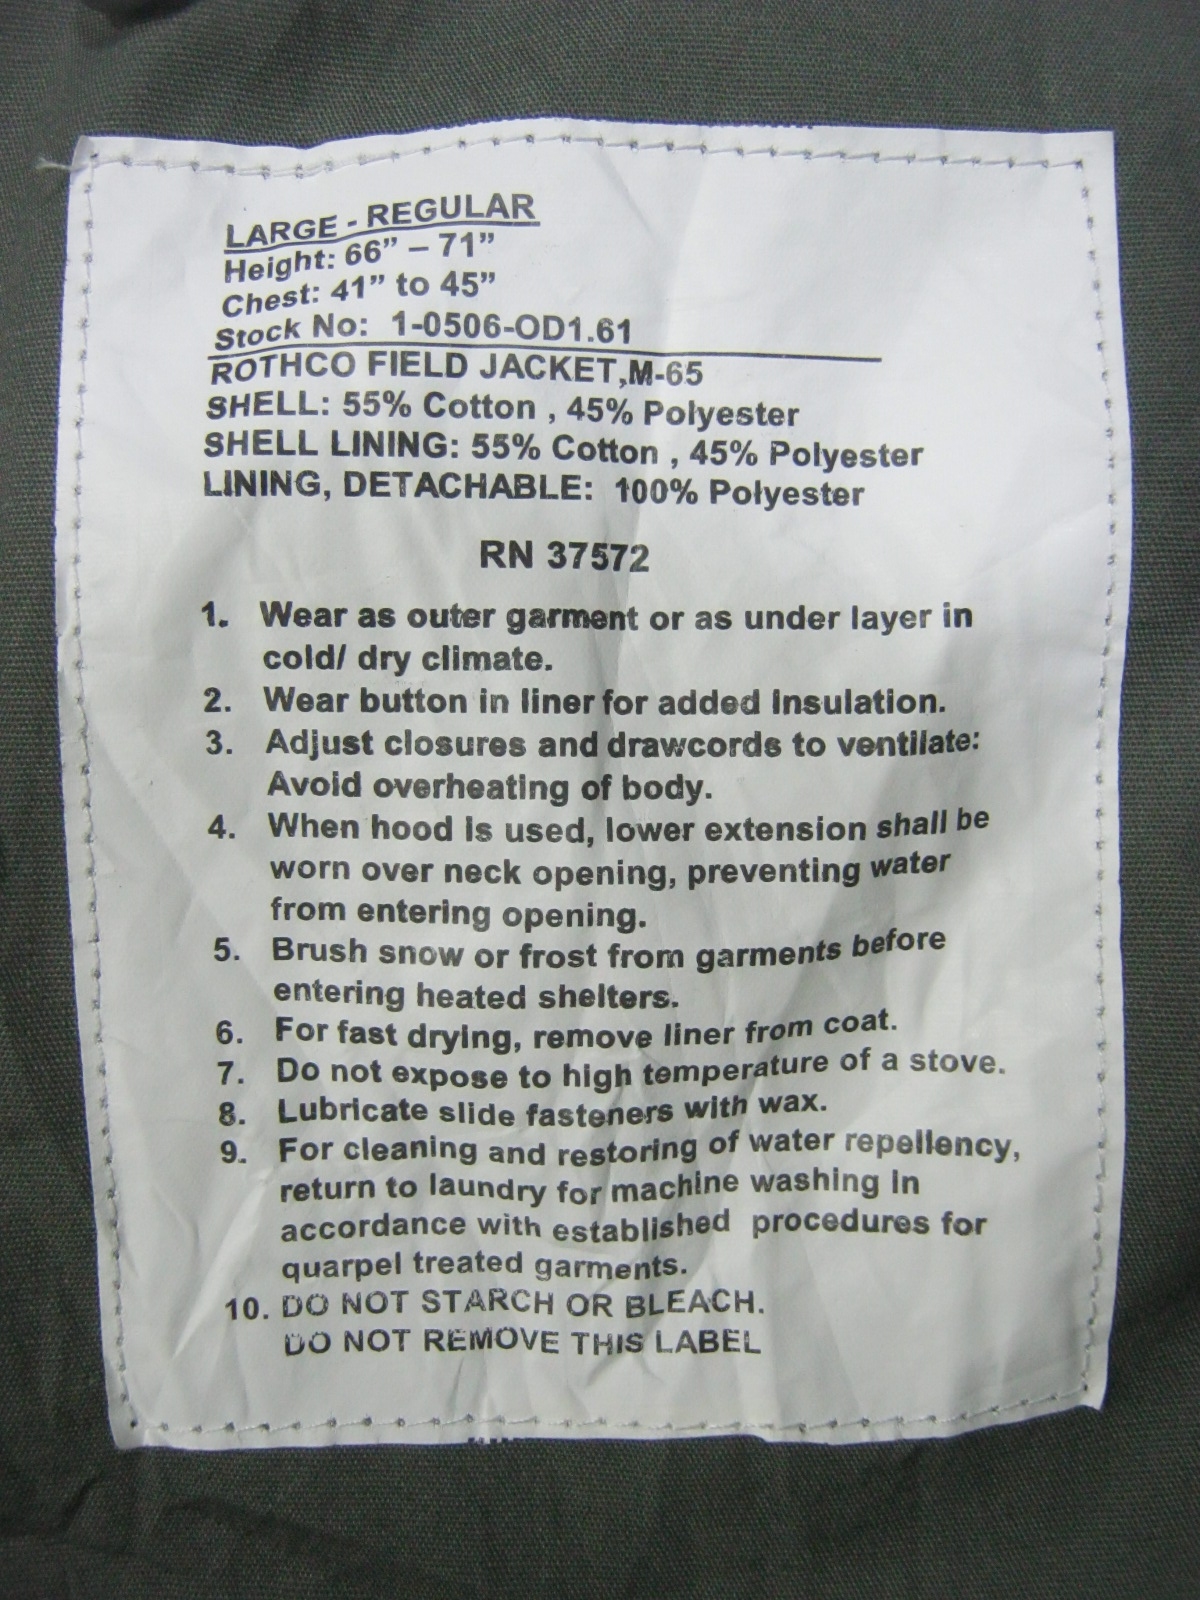 LARGE - REGULAR
Height: 66” – 71”
Chest: 41” to 45”
Stock No: 1-0506-OD1.61
ROTHCO FIELD JACKET,M-65
SHELL: 55% Cotton , 45% Polyester
SHELL LINING: 55% Cotton , 45% Polyester
LINING, DETACHABLE: 100% Polyester
RN 37572
1. Wear as outer garment or as under layer in
cold/ dry climate.
2. Wear button in liner for added Insulation.
3. Adjust closures and drawcords to ventilate:
Avoid overheating of body.
4. When hood is used, lower extension shall be
worn over neck opening, preventing water
from entering opening.
5. Brush snow or frost from garments before
entering heated shelters.
6. For fast drying, remove liner from coat.
7. Do not expose to high temperature of a stove.
8. Lubricate slide fasteners with wax.
9. For cleaning and restoring of water repellency,
return to laundry for machine washing in
accordance with established procedures for
quarpel treated garments.
10. DO NOT STARCH OR BLEACH.
DO NOT REMOVE THIS LABEL